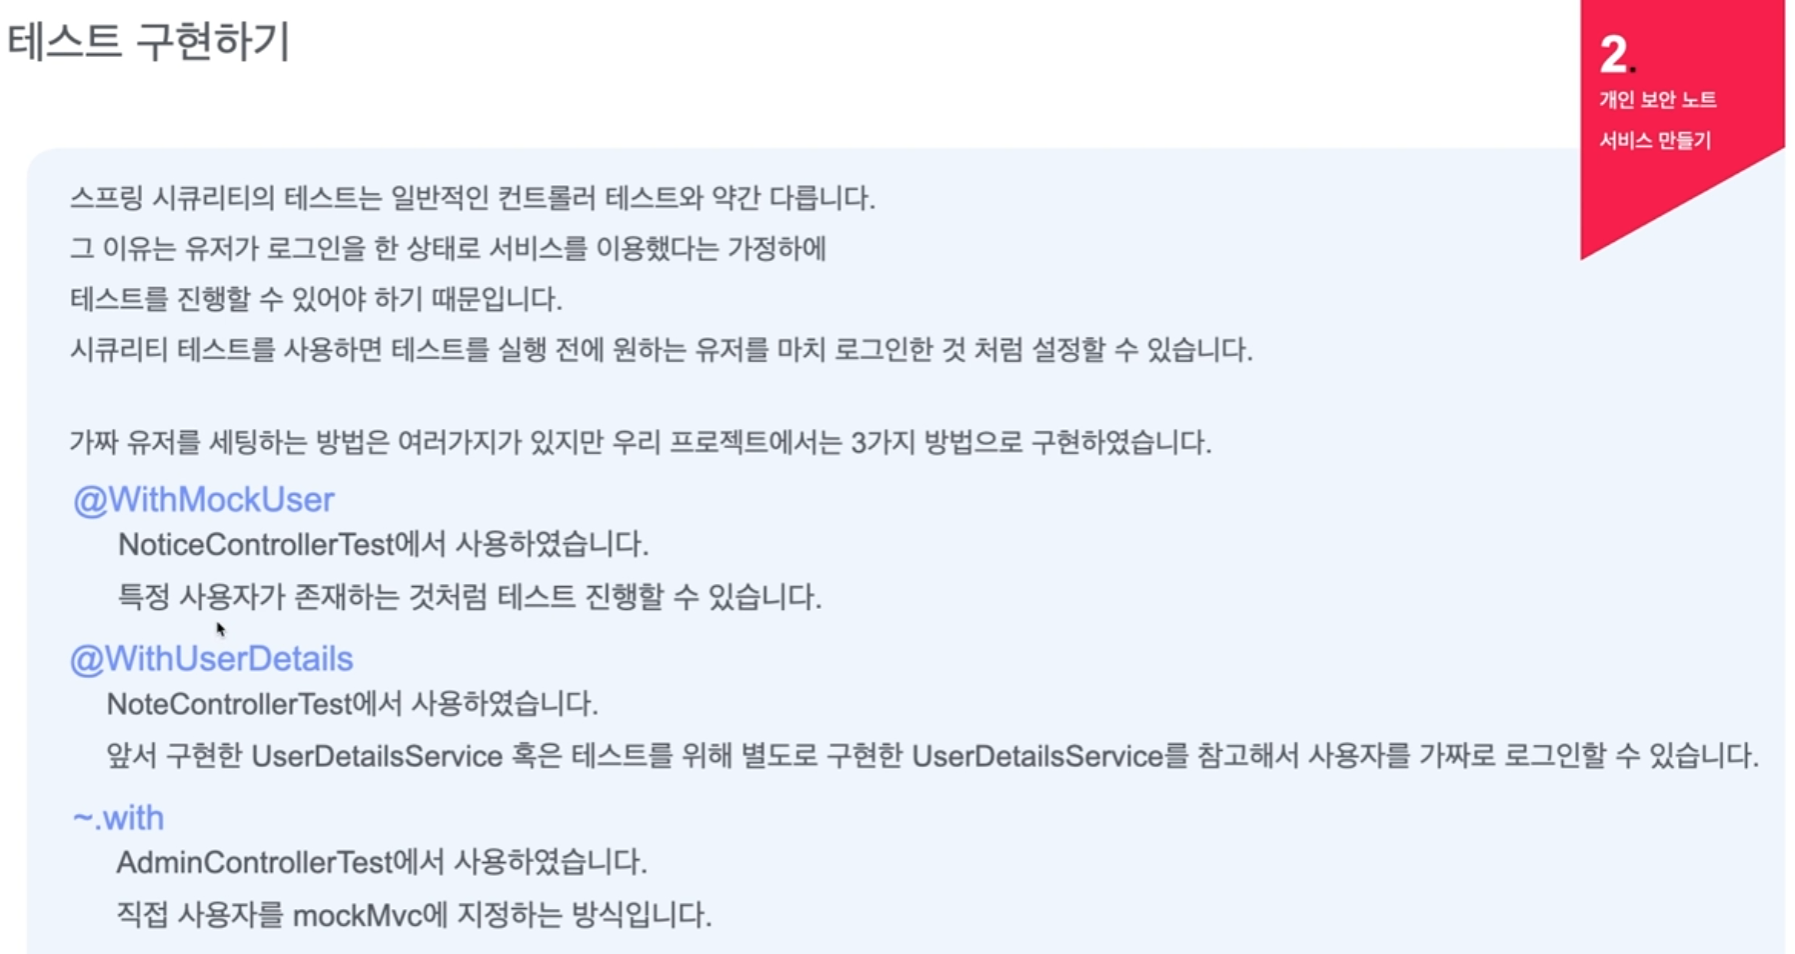 테스트 구현하기
2.
개인 보안 노트
서비스 만들기
스프링 시큐리티의 테스트는 일반적인 컨트롤러 테스트와 약간 다릅니다.
그 이유는 유저가 로그인을 한 상태로 서비스를 이용했다는 가정하에
테스트를 진행할 수 있어야 하기 때문입니다.
시큐리티 테스트를 사용하면 테스트를 실행 전에 원하는 유저를 마치 로그인한 것 처럼 설정할 수 있습니다.
가짜 유저를 세팅하는 방법은 여러가지가 있지만 우리 프로젝트에서는 3가지 방법으로 구현하였습니다.
@WithMockUser
NoticeControllerTest에서 사용하였습니다.
특정 사용자가 존재하는 것처럼 테스트 진행할 수 있습니다.
@WithUserDetails
NoteControllerTest에서 사용하였습니다.
앞서 구현한 UserDetailsService 혹은 테스트를 위해 별도로 구현한 UserDetailsService를 참고해서 사용자를 가짜로 로그인할 수 있습니다.
~.with
AdminControllerTest에서 사용하였습니다.
직접 사용자를 mockMvc에 지정하는 방식입니다.